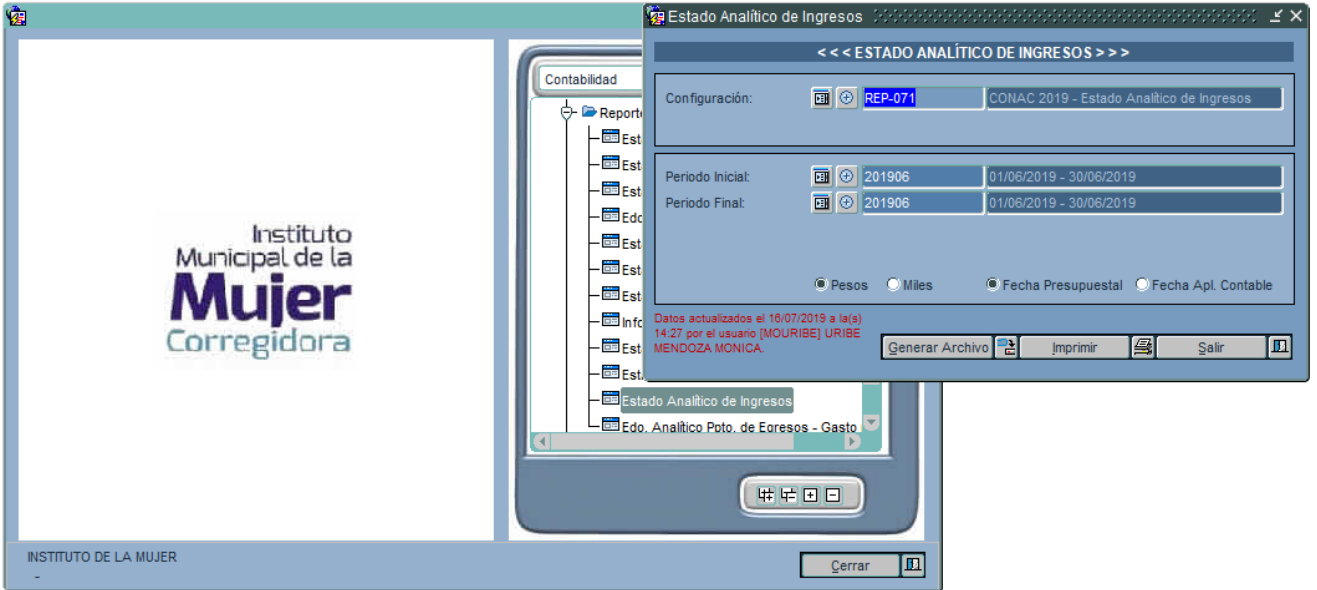 Estado Analítico de Ingresos
< < < ESTADO ANALÍTICO DE INGRESOS > > >
Configuración: REP-071 CONAC 2019 - Estado Analítico de Ingresos
Periodo Inicial: 201906 01/06/2019 - 30/06/2019
Periodo Final: 201906 01/06/2019 - 30/06/2019
Pesos Miles Fecha Presupuestal Fecha Apl. Contable
Datos actualizados el 16/07/2019 a la(s)
14:27 por el usuario [MOURIBE] URIBE
MENDOZA MONICA.
Generar Archivo Imprimir Salir
Instituto
Municipal de la
Mujer
Corregidora
Contabilidad
Reporte
Est
Est
Est
Edo
Est
Est
Est
Info
Est
Est
Estado Analítico de Ingresos
Edo. Analítico Ppto. de Egresos - Gasto
INSTITUTO DE LA MUJER
-
Cerrar